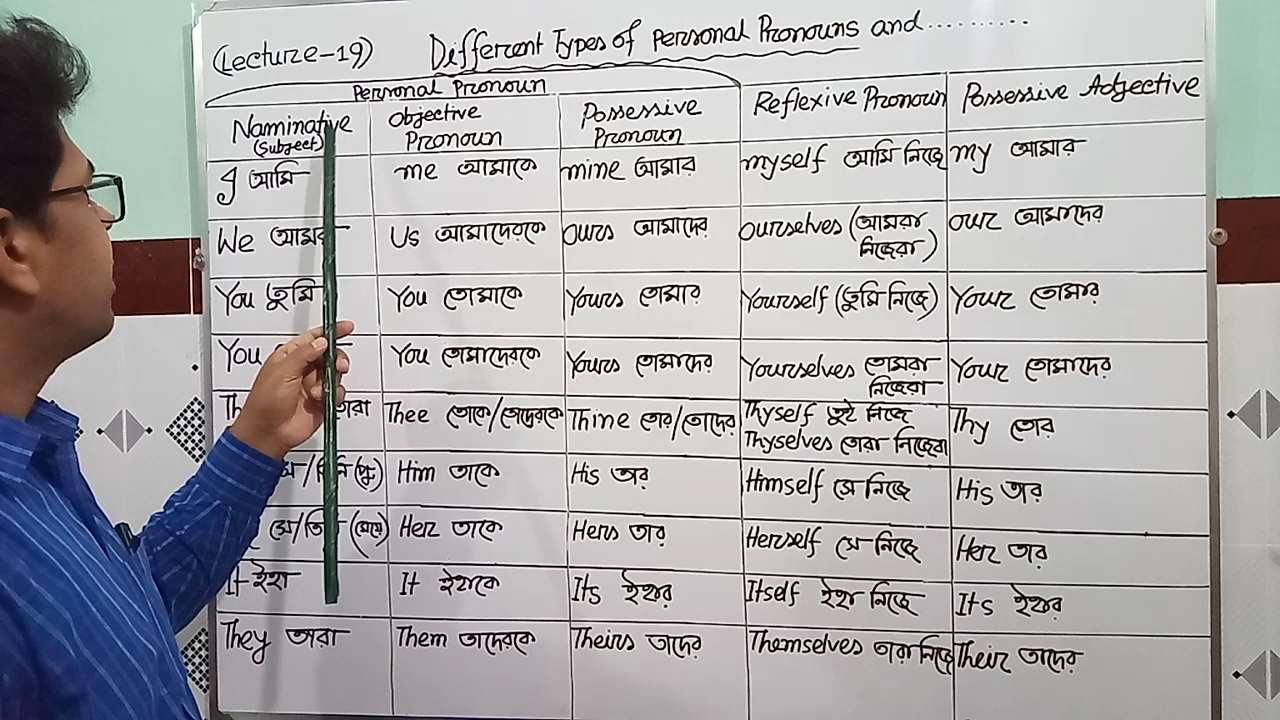 (Lecture-19) Different Types of Personal Pronouns and..........
Personal Pronoun
Naminative (Subject) Objective Pronoun Possessive Pronoun Reflexive Pronoun Possessive Adjective
I আমি me আমাকে mine আমার myself আমি নিজে my আমার
We Us আমাদেরকে ours আমাদের ourselves (আমরা নিজেরা) our আমাদের
You তুমি You তোমাকে Yours তোমার Yourself (তুমি নিজে) Your তোমার
You You তোমাদেরকে Yours তোমাদের Yourselves তোমরা নিজেরা Your তোমাদের
Thee তোকে/তোদেরকে Thine তোর/তোদের Thyself তুই নিজে Thyselves তোরা নিজেরা Thy তোর
Him তাকে His তার Himself সে নিজে His তার
Her তাকে Hers তার Herself সে নিজে Her তার
It ইহা It ইহাকে Its ইহার Itself ইহা নিজে Its ইহার
They তারা Them তাদেরকে Theirs তাদের Themselves তারা নিজে Their তাদের